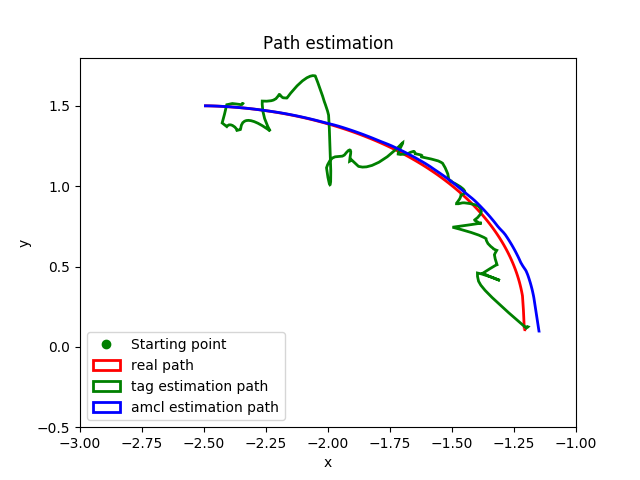 Path estimation
1.5
1.0
0.5
0.0
−0.5
y
Starting point
real path
tag estimation path
amcl estimation path
−3.00 −2.75 −2.50 −2.25 −2.00 −1.75 −1.50 −1.25 −1.00
x